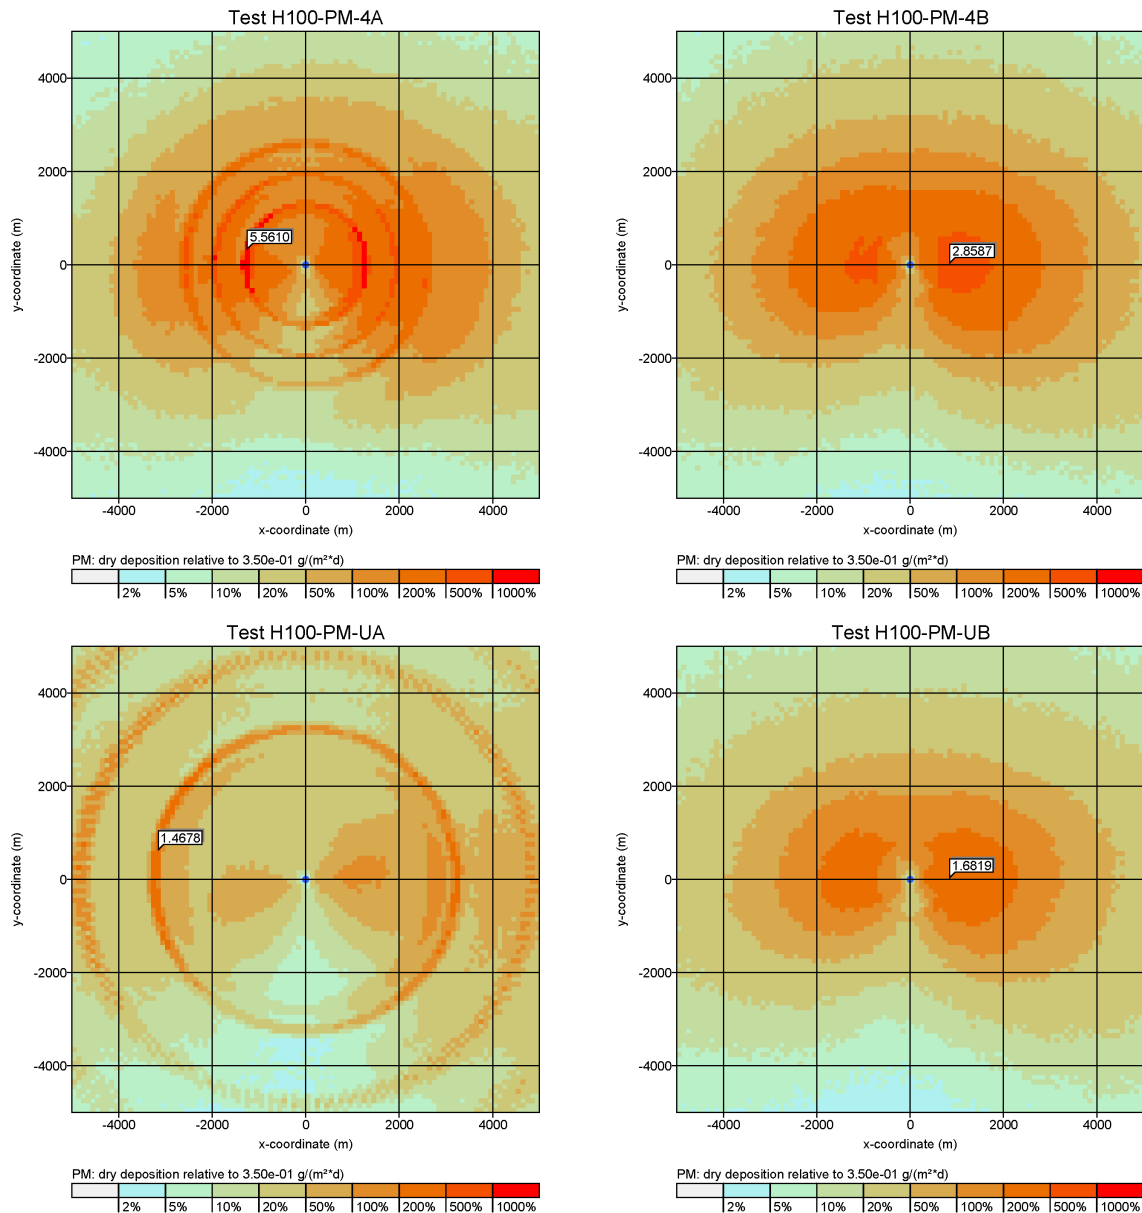 Test H100-PM-4A
Test H100-PM-4B
y-coordinate (m)
4000
2000
0
-2000
-4000
5.5610
-4000 -2000 0 2000 4000
x-coordinate (m)
y-coordinate (m)
4000
2000
0
-2000
-4000
2.8587
-4000 -2000 0 2000 4000
x-coordinate (m)
PM: dry deposition relative to 3.50e-01 g/(m²*d)
2% 5% 10% 20% 50% 100% 200% 500% 1000%
PM: dry deposition relative to 3.50e-01 g/(m²*d)
2% 5% 10% 20% 50% 100% 200% 500% 1000%
Test H100-PM-UA
Test H100-PM-UB
y-coordinate (m)
4000
2000
0
-2000
-4000
1.4678
-4000 -2000 0 2000 4000
x-coordinate (m)
y-coordinate (m)
4000
2000
0
-2000
-4000
1.6819
-4000 -2000 0 2000 4000
x-coordinate (m)
PM: dry deposition relative to 3.50e-01 g/(m²*d)
2% 5% 10% 20% 50% 100% 200% 500% 1000%
PM: dry deposition relative to 3.50e-01 g/(m²*d)
2% 5% 10% 20% 50% 100% 200% 500% 1000%